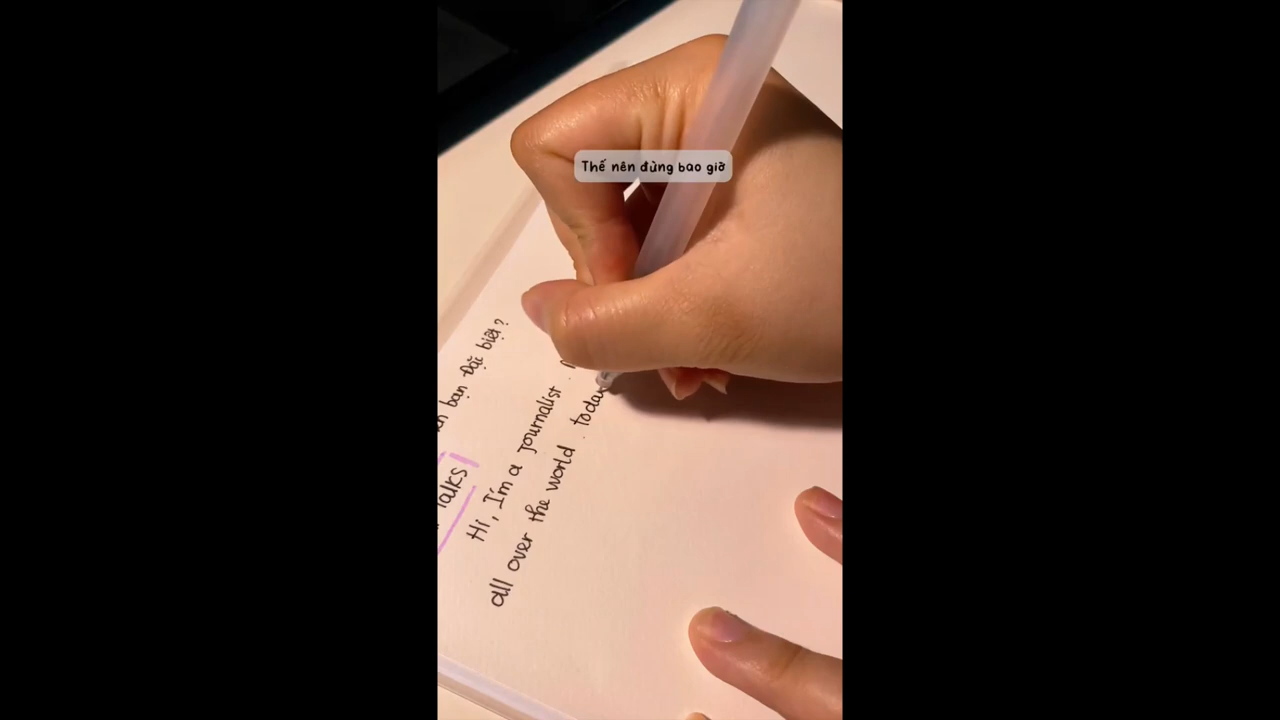 Thế nên đừng bao giờ
bạn Đặc biệt?
Talks
Hi, I'm a journalist.
all over the world. today